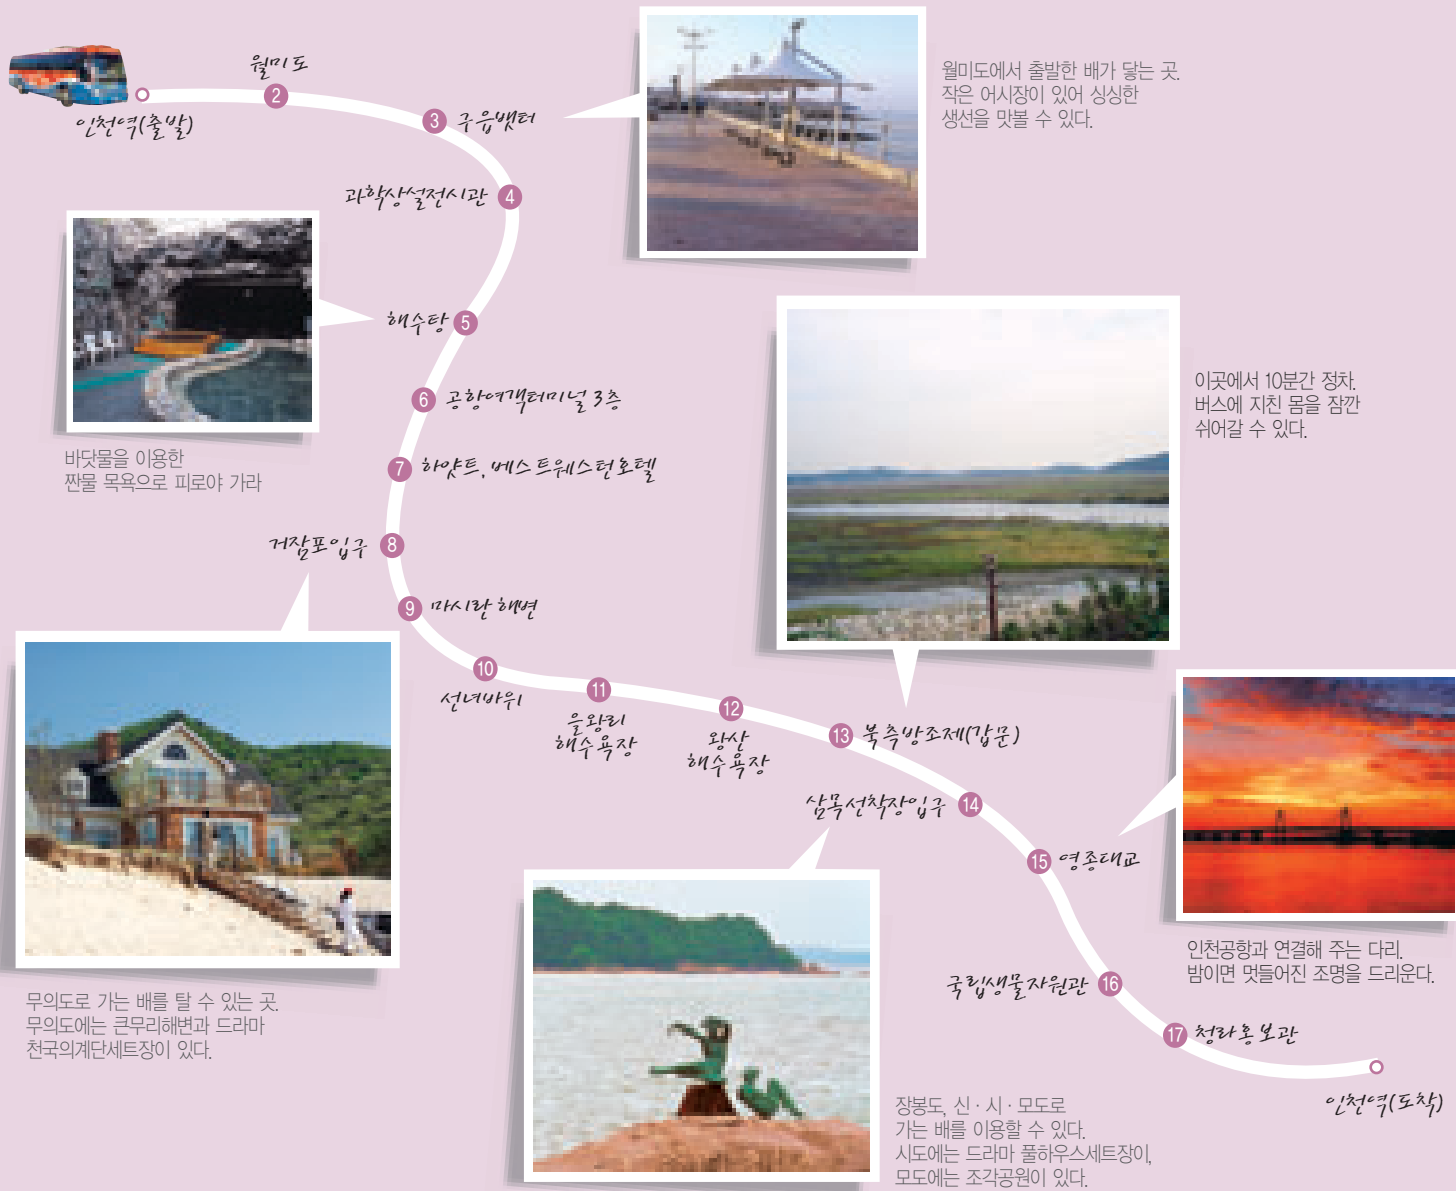 인천역(출발)
2
월미도
3
구읍뱃터
월미도에서 출발한 배가 닿는 곳.
작은 어시장이 있어 싱싱한
생선을 맛볼 수 있다.
과학상설전시관
4
해수탕
5
바닷물을 이용한
짠물 목욕으로 피로야 가라
6
공항여객터미널 3층
7
하얏트, 베스트웨스턴호텔
거잠포입구
8
무의도로 가는 배를 탈 수 있는 곳.
무의도에는 큰무리해변과 드라마
천국의계단세트장이 있다.
9
마시란 해변
10
선녀바위
11
을왕리
해수욕장
12
왕산
해수욕장
13
북측방조제(갑문)
이곳에서 10분간 정차.
버스에 지친 몸을 잠깐
쉬어갈 수 있다.
삼목선착장입구
14
장봉도, 신 · 시 · 모도로
가는 배를 이용할 수 있다.
시도에는 드라마 풀하우스세트장이,
모도에는 조각공원이 있다.
15
영종대교
인천공항과 연결해 주는 다리.
밤이면 멋들어진 조명을 드리운다.
국립생물자원관
16
17
청라홍보관
인천역(도착)